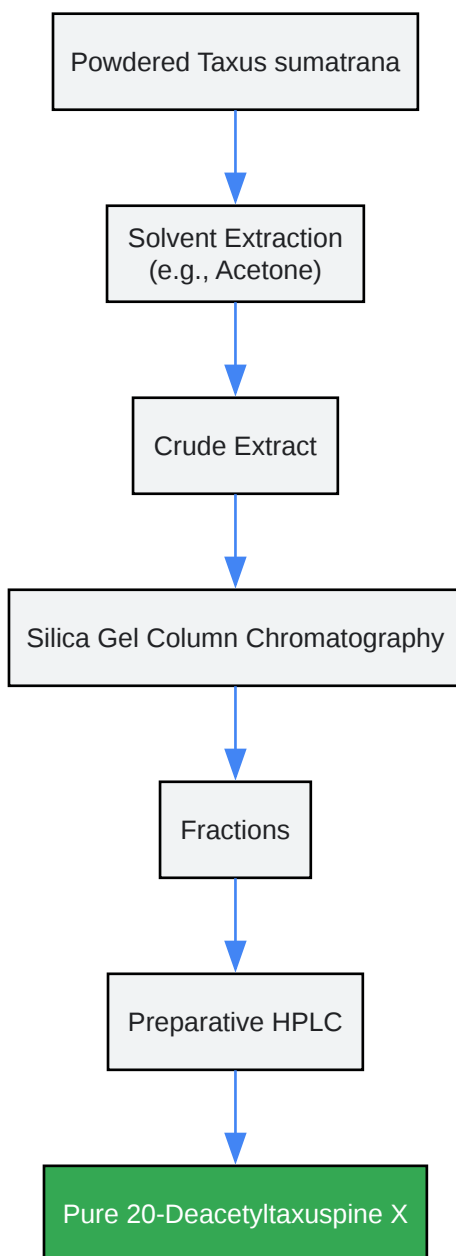 Powdered Taxus sumatrana
Solvent Extraction
(e.g., Acetone)
Crude Extract
Silica Gel Column Chromatography
Fractions
Preparative HPLC
Pure 20-Deacetyltaxuspine X